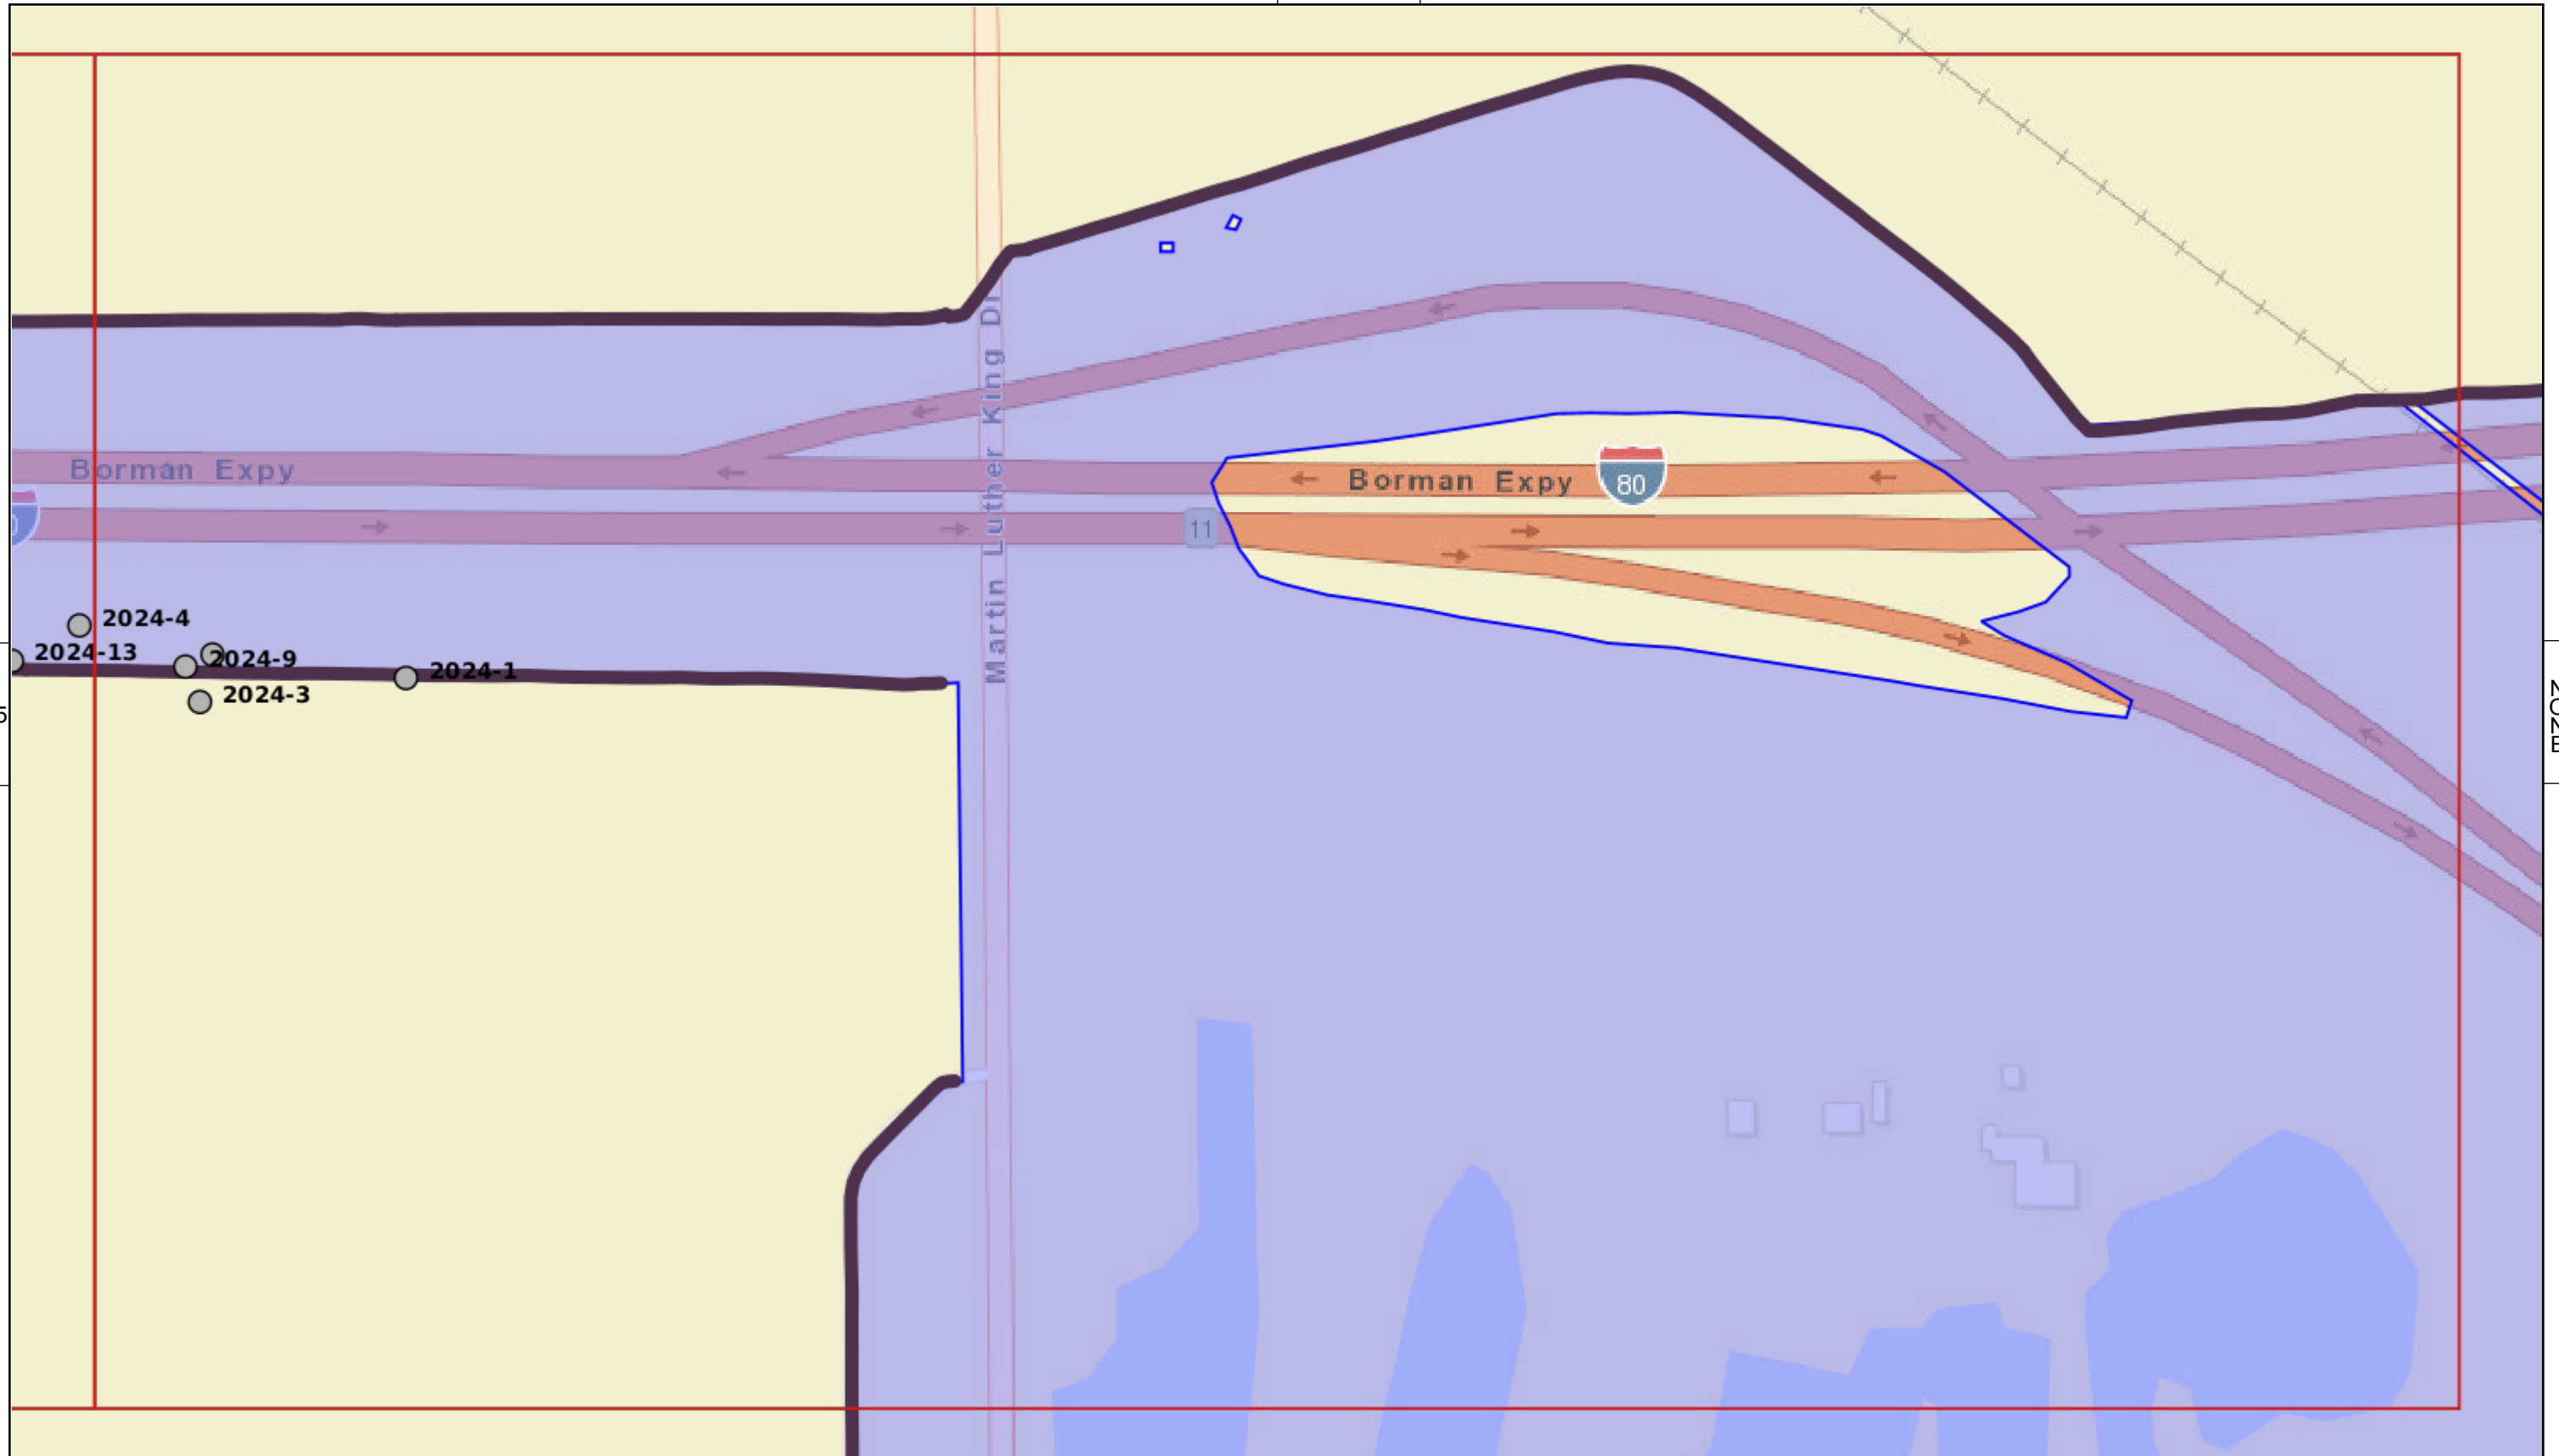 Borman Expy
Borman Expy
80
11
Martin Luther King Dr
2024-4
2024-13
2024-9
2024-1
2024-3
5
N
O
N
E